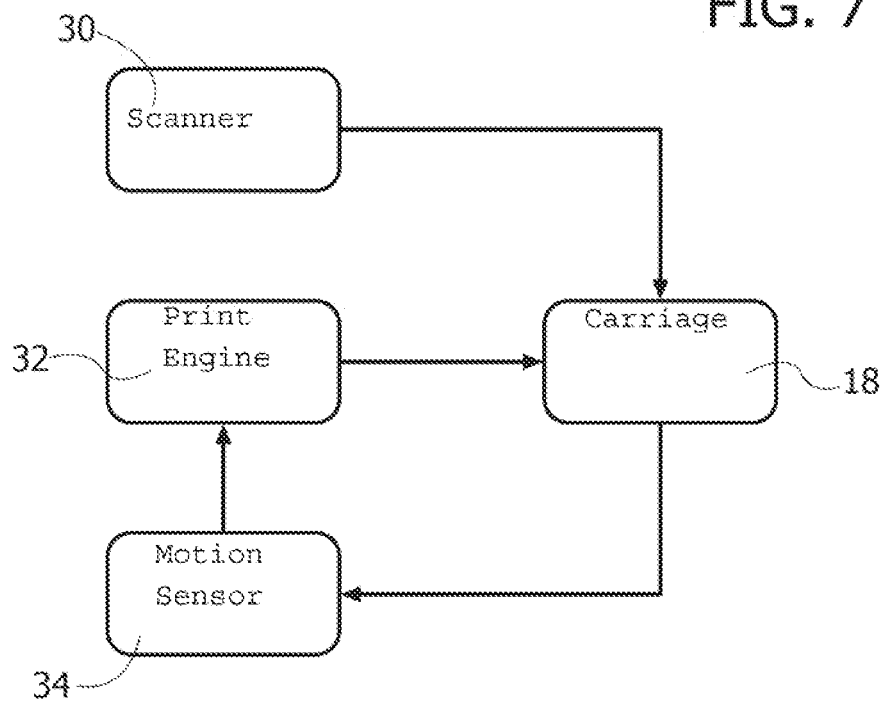 FIG. 7
30
Scanner
Print
Engine
32
Carriage
18
Motion
Sensor
34